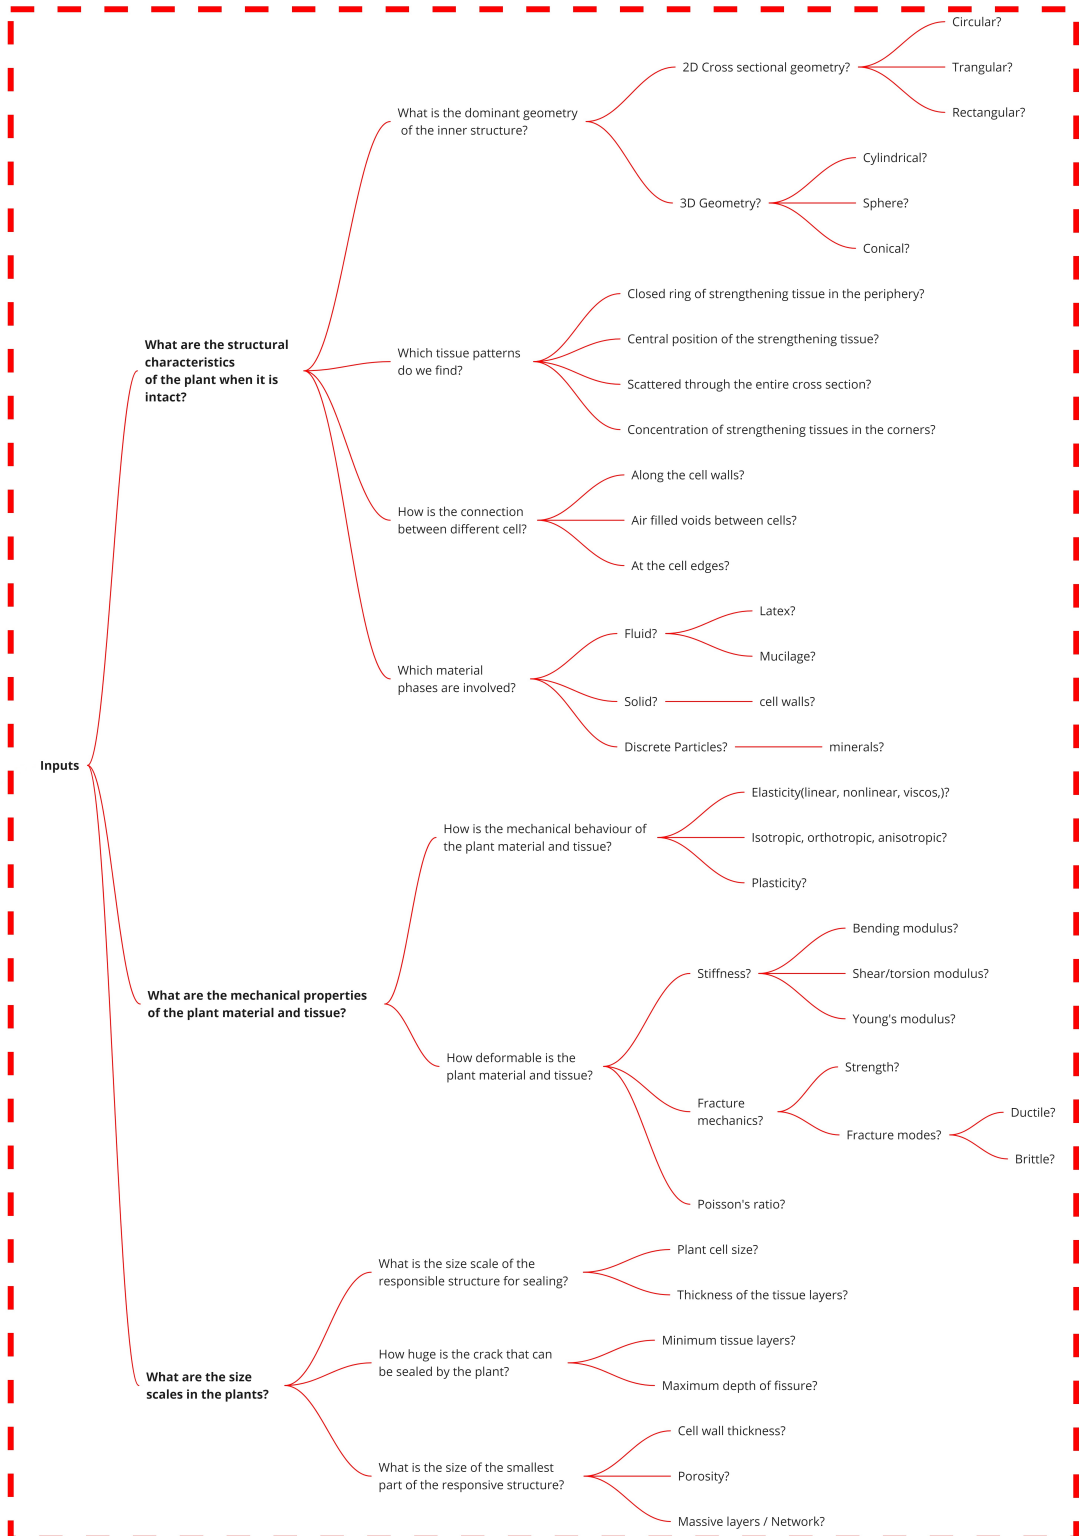 Circular?
2D Cross sectional geometry?
Trangular?
What is the dominant geometry
of the inner structure?
Rectangular?
Cylindrical?
3D Geometry?
Sphere?
Conical?
Closed ring of strengthening tissue in the periphery?
What are the structural
characteristics
of the plant when it is
intact?
Which tissue patterns
do we find?
Central position of the strengthening tissue?
Scattered through the entire cross section?
Concentration of strengthening tissues in the corners?
Along the cell walls?
How is the connection
between different cell?
Air filled voids between cells?
At the cell edges?
Latex?
Fluid?
Mucilage?
Which material
phases are involved?
Solid?
cell walls?
Discrete Particles?
minerals?
Inputs
Elasticity(linear, nonlinear, viscos,)?
How is the mechanical behaviour of
the plant material and tissue?
Isotropic, orthotropic, anisotropic?
Plasticity?
Bending modulus?
What are the mechanical properties
of the plant material and tissue?
Stiffness?
Shear/torsion modulus?
Young's modulus?
How deformable is the
plant material and tissue?
Strength?
Fracture
mechanics?
Fracture modes?
Ductile?
Brittle?
Poisson's ratio?
Plant cell size?
What is the size scale of the
responsible structure for sealing?
Thickness of the tissue layers?
Minimum tissue layers?
How huge is the crack that can
be sealed by the plant?
What are the size
scales in the plants?
Maximum depth of fissure?
Cell wall thickness?
What is the size of the smallest
part of the responsive structure?
Porosity?
Massive layers / Network?